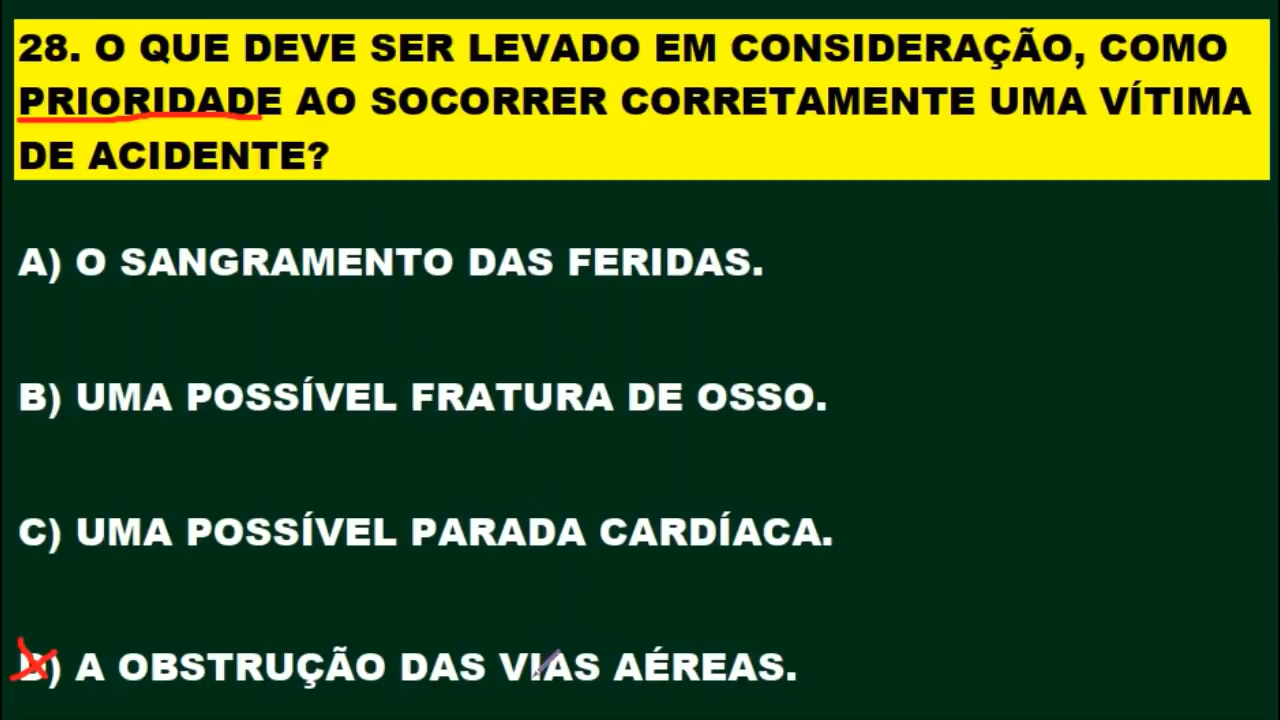 28. O QUE DEVE SER LEVADO EM CONSIDERAÇÃO, COMO
PRIORIDADE AO SOCORRER CORRETAMENTE UMA VÍTIMA
DE ACIDENTE?
A) O SANGRAMENTO DAS FERIDAS.
B) UMA POSSÍVEL FRATURA DE OSSO.
C) UMA POSSÍVEL PARADA CARDÍACA.
D) A OBSTRUÇÃO DAS VIAS AÉREAS.